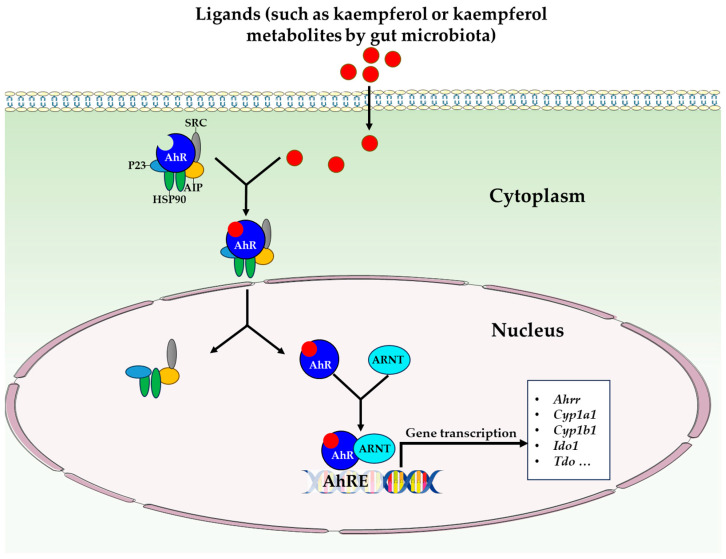 Ligands (such as kaempferol or kaempferol
metabolites by gut microbiota)
SRC
AhR
P23
AIP
HSP90
Cytoplasm
AhR
Nucleus
AhR
ARNT
AhR
ARNT
Gene transcription
AhRE
• Ahrr
• Cyp1a1
• Cyp1b1
• Ido1
• Tdo ...